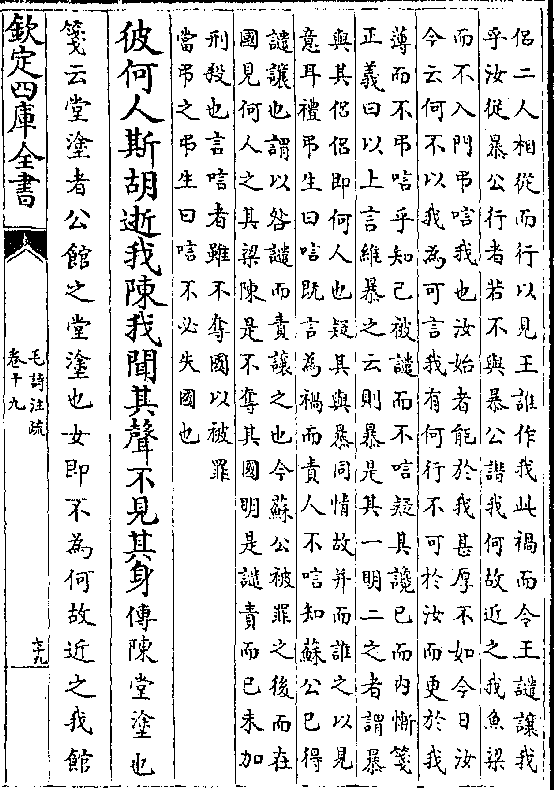 侣二人相從而行以見王誰作我此禍而令王譴讓我
乎汝從暴公行者若不與暴公譖我何故近之我魚梁
而不入門弔唁我也汝始者能於我甚厚不如今日汝
今云何不以我為可言我有何行不可於汝而更於我
薄而不弔唁乎知己被譴而不唁疑其讒己而内慚箋
正義曰以上言維暴之云則暴是其一明二之者謂暴
與其侣侣即何人也疑其與暴同情故并而誰之以見
意耳禮弔生曰唁既言為禍而責人不唁知蘇公已得
譴讓也謂以咎譴而責讓之也今蘇公被罪之後而在
國見何人之其梁陳是不奪其國明是譴責而已未加
刑殺也言唁者雖不奪國以被罪
當弔之弔生曰唁不必失國也
彼何人斯胡逝我陳我聞其聲不見其身傳陳堂塗也
箋云堂塗者公館之堂塗也女即不為何故近之我館
欽定四庫全書
毛詩注疏
卷十九
六十九